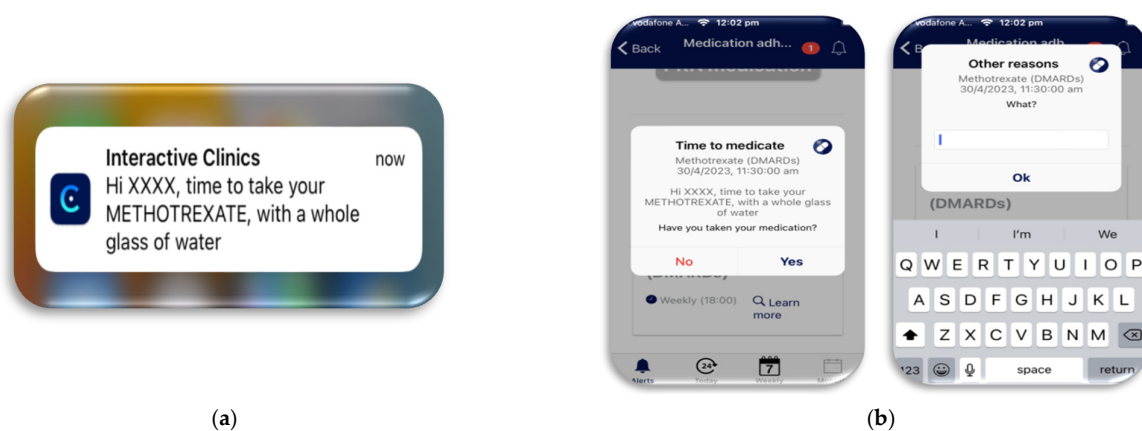 Interactive Clinics now
Hi XXXX, time to take your
METHOTREXATE, with a whole
glass of water
(a)
vodafone A... 12:02 pm
Back Medication adh... 1
PRN medication
Time to medicate
Methotrexate (DMARDs)
30/4/2023, 11:30:00 am
Hi XXXX, time to take your
METHOTREXATE, with a whole glass
of water
Have you taken your medication?
No Yes
(DMARDs)
Weekly (18:00) Learn
more
24
7
Alerts Today Weekly
vodafone A... 12:02 pm
Medication adh
Other reasons
Methotrexate (DMARDs)
30/4/2023, 11:30:00 am
What?
Ok
(DMARDs)
I I'm We
Q W E R T Y U I O P
A S D F G H J K L
Z X C V B N M
123 space return
(b)